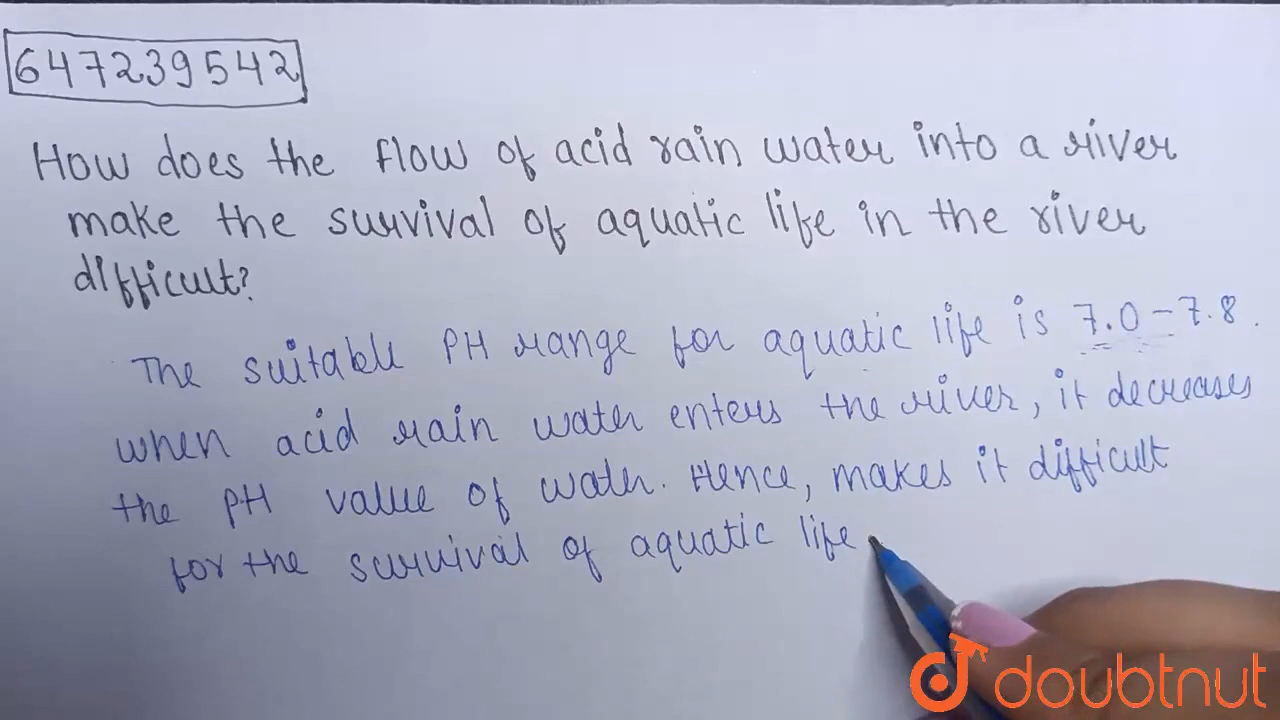 647239542
How does the flow of acid rain water into a river
make the survival of aquatic life in the river
difficult?
The suitable PH range for aquatic life is 7.0-7.8.
when acid rain water enters the river, it decreases
the PH value of water. Hence, makes it difficult
for the survival of aquatic life
doubtnut